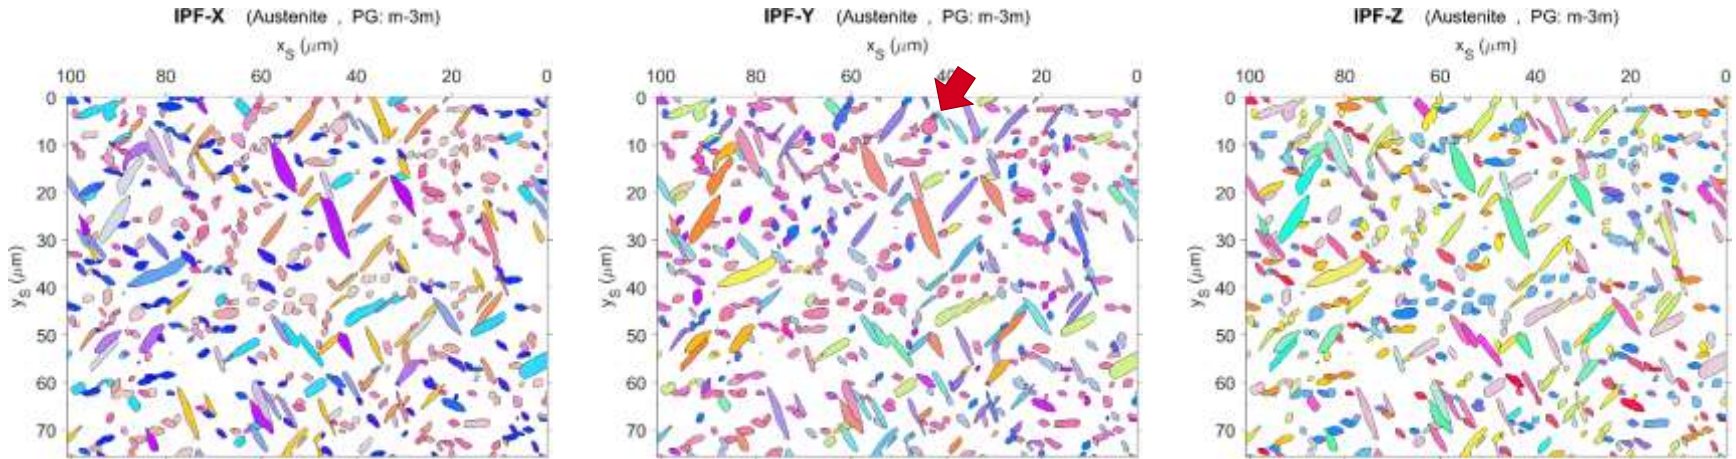 IPF-X (Austenite , PG: m-3m)
x_S (μm)
100 80 60 40 20 0
0
10
20
30
40
50
60
70
y_S (μm)
IPF-Y (Austenite , PG: m-3m)
x_S (μm)
100 80 60 40 20 0
0
10
20
30
40
50
60
70
y_S (μm)
IPF-Z (Austenite , PG: m-3m)
x_S (μm)
100 80 60 40 20 0
0
10
20
30
40
50
60
70
y_S (μm)